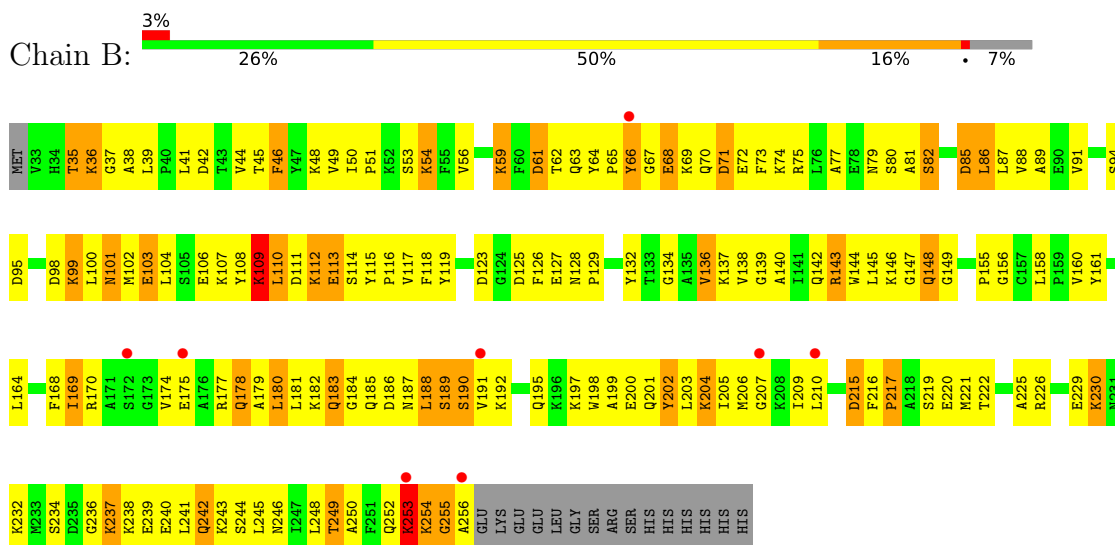 3%
Chain B:
26% 50% 16% • 7%
MET V33 H34 T35 K36 G37 A38 L39 P40 L41 D42 T43 V44 T45 F46 Y47 K48 V49 I50 P51 K52 S53 K54 F55 V56 K59 F60 D61 T62 Q63 Y64 P65 Y66 G67 E68 K69 Q70 D71 E72 F73 K74 R75 L76 A77 E78 N79 S80 A81 S82 D85 L86 L87 V88 A89 E90 V91 S94
D95 D98 K99 L100 N101 M102 E103 L104 S105 E106 K107 Y108 K109 L110 D111 K112 E113 S114 Y115 P116 V117 F118 Y119 D123 G124 D125 F126 E127 N128 P129 Y132 T133 G134 A135 V136 K137 V138 G139 A140 I141 Q142 R143 W144 L145 K146 G147 Q148 G149 P155 G156 C157 L158 P159 V160 Y161
L164 F168 I169 R170 A171 S172 G173 V174 E175 A176 R177 Q178 A179 L180 L181 K182 Q183 G184 Q185 D186 N187 L188 S189 S190 V191 K192 Q195 K196 K197 W198 A199 E200 Q201 Y202 L203 K204 I205 M206 G207 K208 I209 L210 D215 F216 P217 A218 S219 E220 M221 T222 A225 R226 E229 K230 N231
K232 M233 S234 D235 G236 K237 K238 E239 E240 L241 Q242 K243 S244 L245 N246 I247 L248 T249 A250 F251 Q252 K253 K254 G255 A256 GLU LYS GLU GLU LEU GLY SER ARG SER HIS HIS HIS HIS HIS HIS